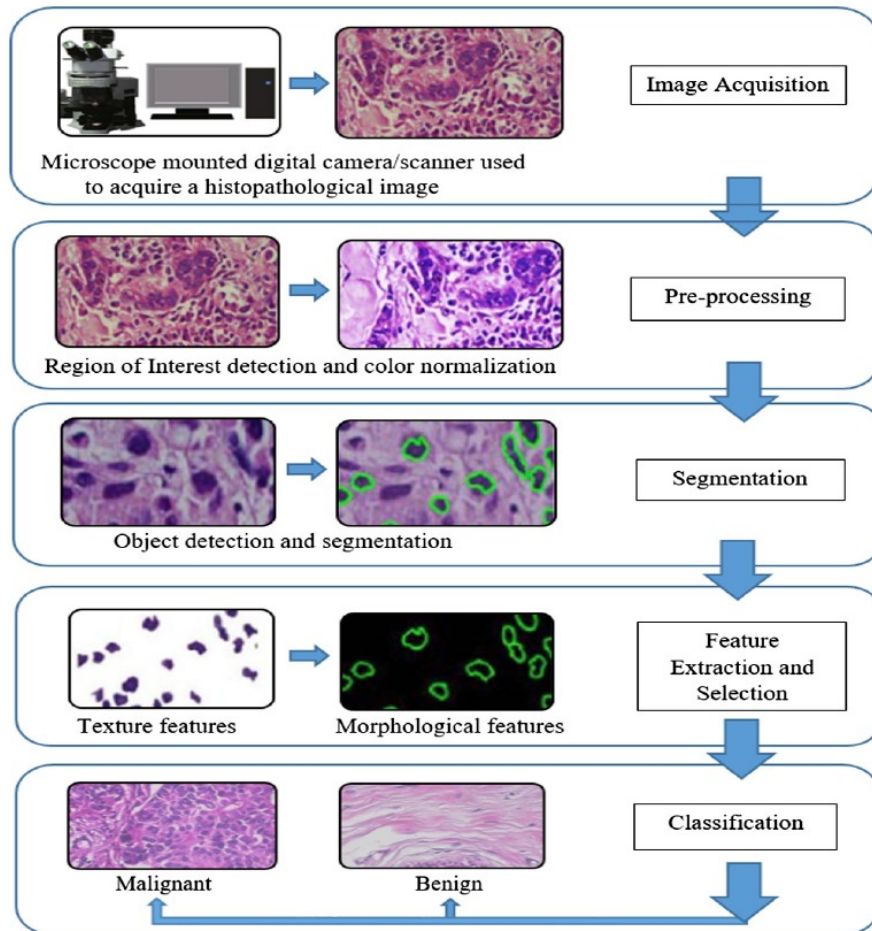 Image Acquisition
Microscope mounted digital camera/scanner used
to acquire a histopathological image
Pre-processing
Region of Interest detection and color normalization
Segmentation
Object detection and segmentation
Feature
Extraction and
Selection
Texture features
Morphological features
Classification
Malignant
Benign